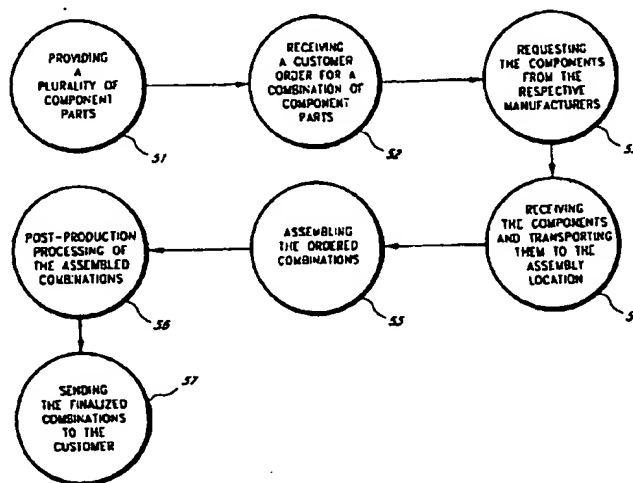 PROVIDING
A
PLURALITY OF
COMPONENT
PARTS
51
RECEIVING
A CUSTOMER
ORDER FOR A
COMBINATION OF
COMPONENT
PARTS
52
REQUESTING
THE COMPONENTS
FROM THE
RESPECTIVE
MANUFACTURERS
RECEIVING
THE COMPONENTS
AND TRANSPORTING
THEM TO THE
ASSEMBLY
LOCATION
ASSEMBLING
THE ORDERED
COMBINATIONS
55
POST-PRODUCTION
PROCESSING OF
THE ASSEMBLED
COMBINATIONS
56
SENDING
THE FINALIZED
COMBINATIONS
TO THE
CUSTOMER
57